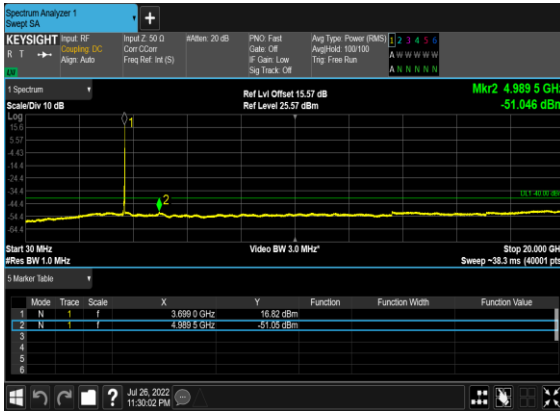 Spectrum Analyzer 1
Swept SA
+
KEYSIGHT Input: RF Input Z: 50 Ω #Atten: 20 dB PNO: Fast Avg Type: Power (RMS) 1 2 3 4 5 6
R T Coupling: DC Corr CCorr Gate: Off Avg|Hold: 100/100 A W W W W W
Align: Auto Freq Ref: Int (S) IF Gain: Low Trig: Free Run
Sig Track: Off A N N N N N
1 Spectrum Ref Lvl Offset 15.57 dB Mkr2 4.989 5 GHz
Scale/Div 10 dB Ref Level 25.57 dBm -51.046 dBm
Log
15.6
5.57
-4.43
-14.4
-24.4
-34.4
-44.4
-54.4
-64.4
1
2
DL1 -40.00 dBm
Start 30 MHz Video BW 3.0 MHz* Stop 20.000 GHz
#Res BW 1.0 MHz Sweep ~38.3 ms (40001 pts)
5 Marker Table
Mode Trace Scale X Y Function Function Width Function Value
1 N 1 f 3.699 0 GHz 16.82 dBm
2 N 1 f 4.989 5 GHz -51.05 dBm
3
4
5
6
? Jul 26, 2022
11:30:02 PM